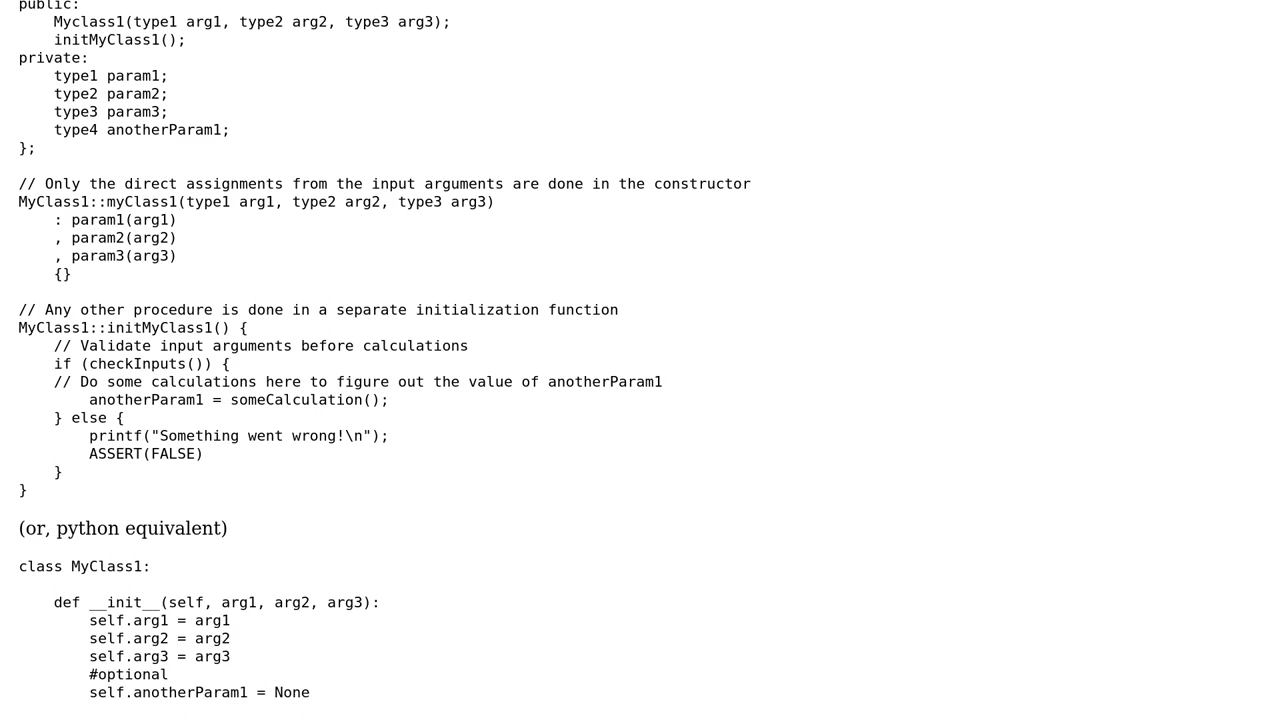 public:
    Myclass1(type1 arg1, type2 arg2, type3 arg3);
    initMyClass1();
private:
    type1 param1;
    type2 param2;
    type3 param3;
    type4 anotherParam1;
};

// Only the direct assignments from the input arguments are done in the constructor
MyClass1::myClass1(type1 arg1, type2 arg2, type3 arg3)
    : param1(arg1)
    , param2(arg2)
    , param3(arg3)
    {}

// Any other procedure is done in a separate initialization function
MyClass1::initMyClass1() {
    // Validate input arguments before calculations
    if (checkInputs()) {
    // Do some calculations here to figure out the value of anotherParam1
        anotherParam1 = someCalculation();
    } else {
        printf("Something went wrong!\n");
        ASSERT(FALSE)
    }
}

(or, python equivalent)

class MyClass1:

    def __init__(self, arg1, arg2, arg3):
        self.arg1 = arg1
        self.arg2 = arg2
        self.arg3 = arg3
        #optional
        self.anotherParam1 = None